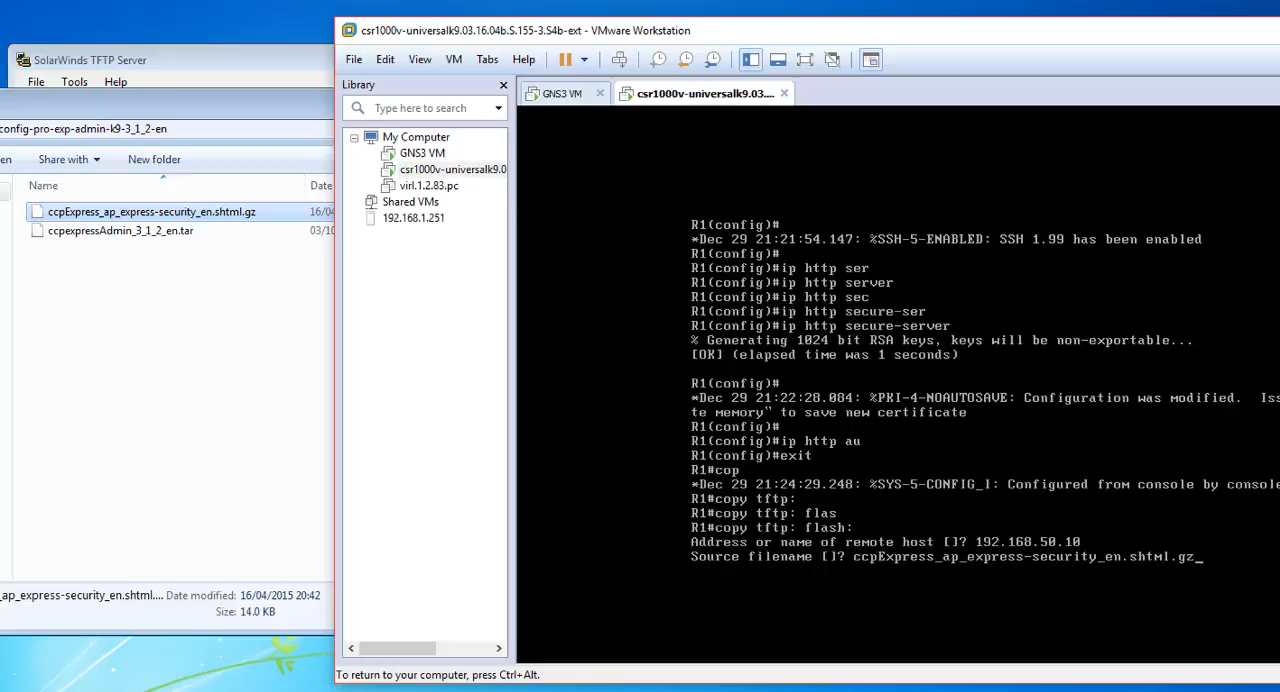 csr1000v-universalk9.03.16.04b.S.155-3.S4b-ext - VMware Workstation
SolarWinds TFTP Server
File Edit View VM Tabs Help
File Tools Help
Library
GNS3 VM
csr1000v-universalk9.03....
config-pro-exp-admin-k9-3_1_2-en
Type here to search
My Computer
GNS3 VM
csr1000v-universalk9.0
virl.1.2.83.pc
Shared VMs
192.168.1.251
en Share with New folder
Name Date
ccpExpress_ap_express-security_en.shtml.gz 16/04
ccpexpressAdmin_3_1_2_en.tar 03/10
R1(config)#
*Dec 29 21:21:54.147: %SSH-5-ENABLED: SSH 1.99 has been enabled
R1(config)#
R1(config)#ip http ser
R1(config)#ip http server
R1(config)#ip http sec
R1(config)#ip http secure-ser
R1(config)#ip http secure-server
% Generating 1024 bit RSA keys, keys will be non-exportable...
[OK] (elapsed time was 1 seconds)
R1(config)#
*Dec 29 21:22:28.084: %PKI-4-NOAUTOSAVE: Configuration was modified.  Iss
te memory" to save new certificate
R1(config)#
R1(config)#ip http au
R1(config)#exit
R1#cop
*Dec 29 21:24:29.248: %SYS-5-CONFIG_I: Configured from console by consol
R1#copy tftp:
R1#copy tftp: flas
R1#copy tftp: flash:
Address or name of remote host []? 192.168.50.10
Source filename []? ccpExpress_ap_express-security_en.shtml.gz_
_ap_express-security_en.shtml.... Date modified: 16/04/2015 20:42
Size: 14.0 KB
To return to your computer, press Ctrl+Alt.